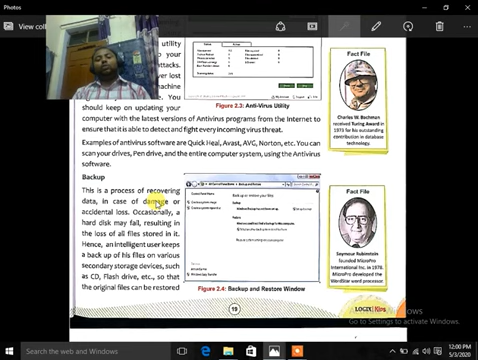 Photos
View coll
utility
up your
attacks.
ver lost
machine
e. You
should keep on updating your
computer with the latest versions of Antivirus programs from the Internet to
ensure that it is able to detect and fight every incoming virus threat.
Figure 2.3: Anti-Virus Utility
Examples of antivirus software are Quick Heal, Avast, AVG, Norton, etc. You can
scan your drives, Pen drive, and the entire computer system, using the Antivirus
software.
Backup
This is a process of recovering
data, in case of damage or
accidental loss. Occasionally, a
hard disk may fail, resulting in
the loss of all files stored in it.
Hence, an intelligent user keeps
a back up of his files on various
secondary storage devices, such
as CD, Flash drive, etc., so that
the original files can be restored
Figure 2.4: Backup and Restore Window
Fact File
Charles W. Bachman
received Turing Award in
1973 for his outstanding
contribution in database
technology.
Fact File
Seymour Rubinstein
founded MicroPro
International Inc. in 1978.
MicroPro developed the
WordStar word processor
19
Go to Settings to activate Windows.
Search the web and Windows
12:00 PM
5/3/2020